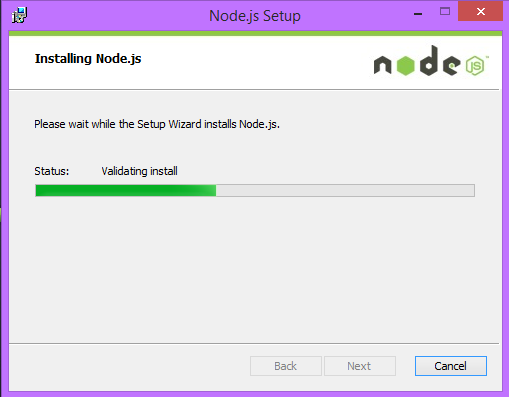 Node.js Setup
Installing Node.js
node
JS
™
Please wait while the Setup Wizard installs Node.js.
Status: Validating install
Back Next Cancel